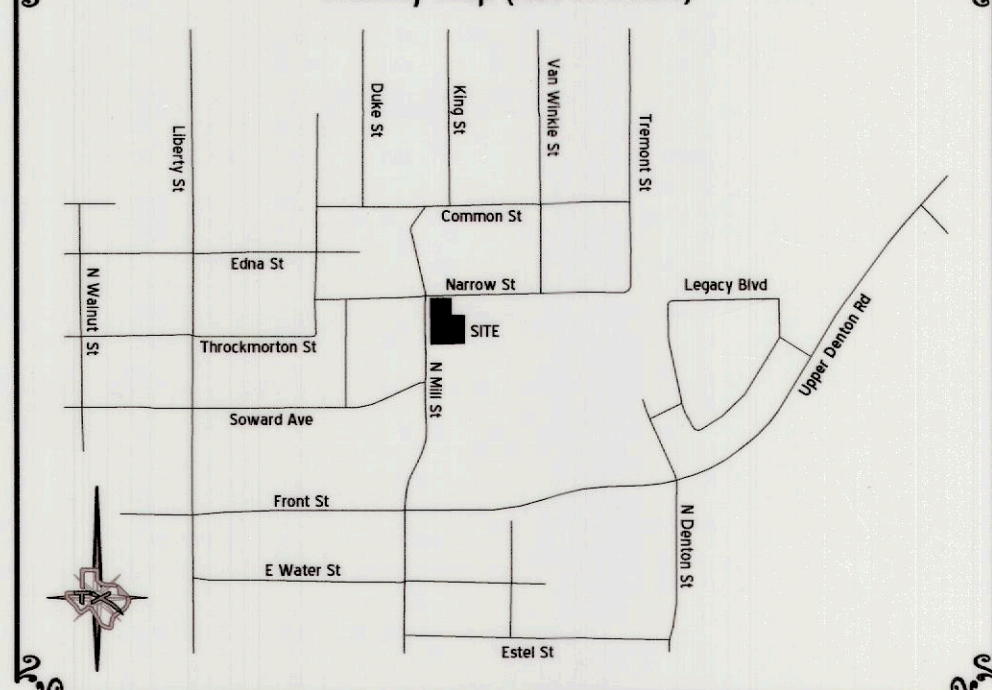 Duke St
King St
Van Winkle St
Tremont St
Liberty St
Common St
Edna St
N Walnut St
Narrow St
Legacy Blvd
SITE
Throckmorton St
Upper Denton Rd
N Mill St
Soward Ave
Front St
N Denton St
E Water St
TX
Estel St